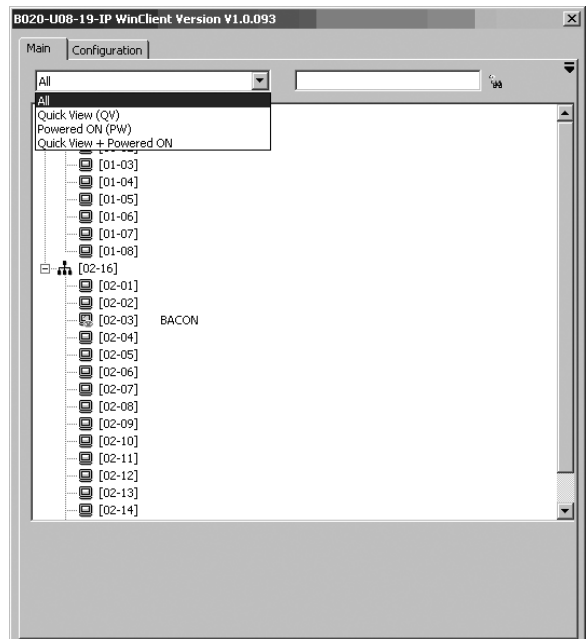 B020-U08-19-IP WinClient Version V1.0.093
Main Configuration
All
All
Quick View (QV)
Powered ON (PW)
Quick View + Powered ON
[01-03]
[01-04]
[01-05]
[01-06]
[01-07]
[01-08]
[02-16]
[02-01]
[02-02]
[02-03] BACON
[02-04]
[02-05]
[02-06]
[02-07]
[02-08]
[02-09]
[02-10]
[02-11]
[02-12]
[02-13]
[02-14]